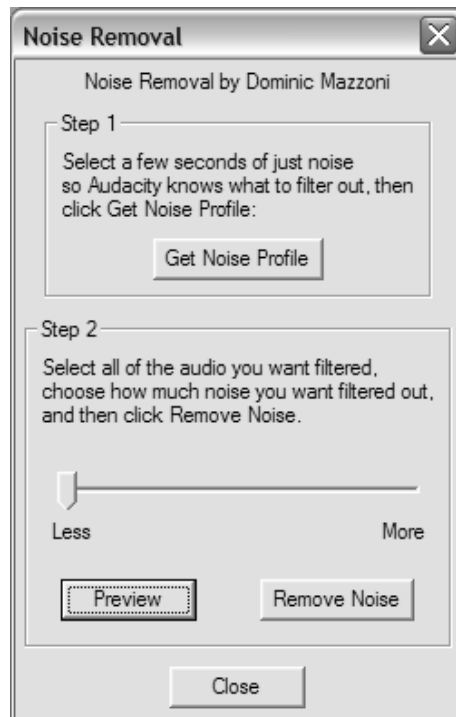 Noise Removal
Noise Removal by Dominic Mazzoni
Step 1
Select a few seconds of just noise
so Audacity knows what to filter out, then
click Get Noise Profile:
Get Noise Profile
Step 2
Select all of the audio you want filtered,
choose how much noise you want filtered out,
and then click Remove Noise.
Less More
Preview Remove Noise
Close